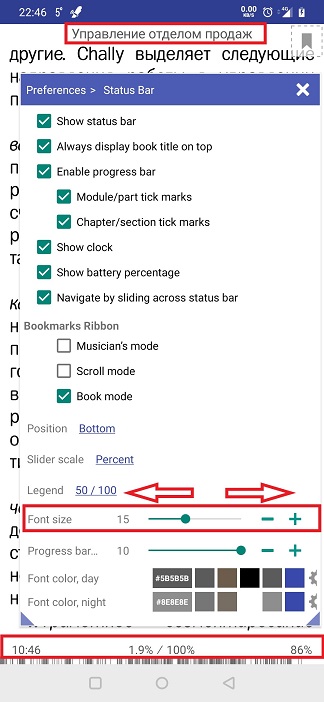 22:46 5° 0.00 KB/s 4G
Управление отделом продаж
другие. Chally выделяет следующие
Preferences > Status Bar
Show status bar
Always display book title on top
Enable progress bar
Module/part tick marks
Chapter/section tick marks
Show clock
Show battery percentage
Navigate by sliding across status bar
Bookmarks Ribbon
Musician's mode
Scroll mode
Book mode
Position Bottom
Slider scale Percent
Legend 50 / 100
Font size 15
Progress bar... 10
Font color, day #5B5B5B
Font color, night #8E8E8E
10:46 1.9% / 100% 86%